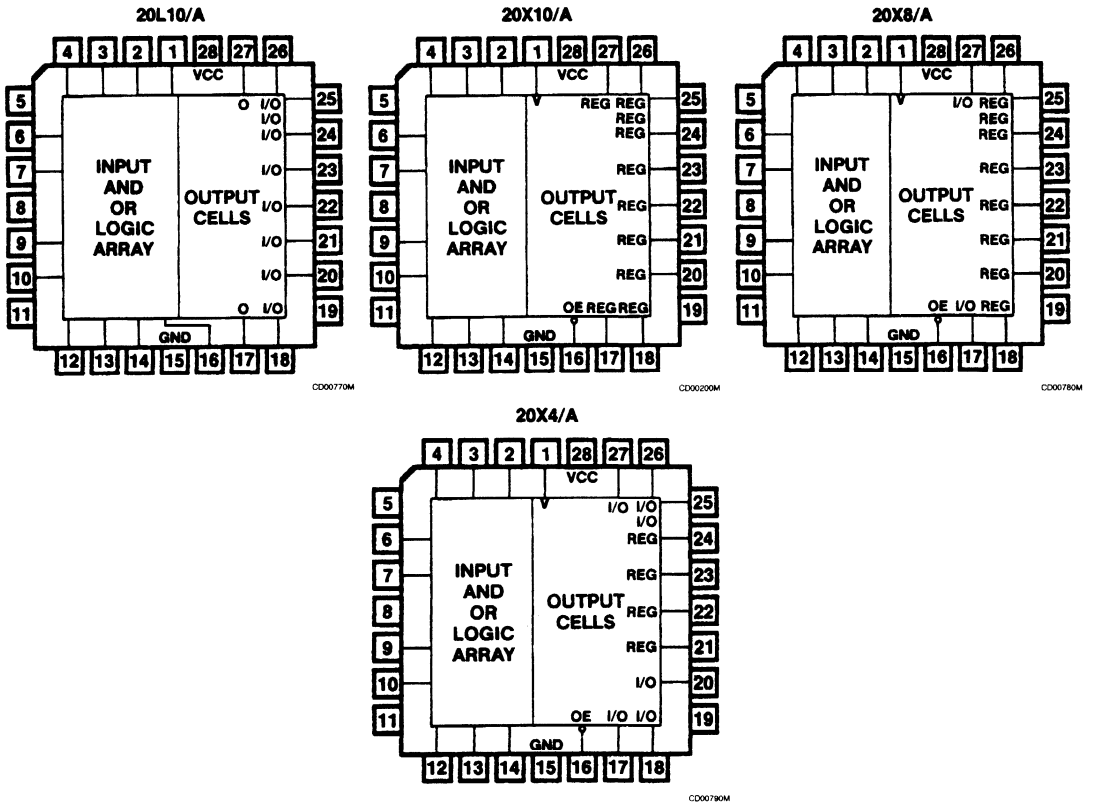 20L10/A
4 3 2 1 28 27 26
VCC
5 O I/O 25
I/O
6 I/O 24
7 I/O 23
INPUT
AND
OR
LOGIC
ARRAY
OUTPUT
CELLS
8 I/O 22
9 I/O 21
10 I/O 20
11 O I/O 19
GND
12 13 14 15 16 17 18
CD00770M
20X10/A
4 3 2 1 28 27 26
VCC
5 REG REG 25
REG
6 REG 24
7 REG 23
INPUT
AND
OR
LOGIC
ARRAY
OUTPUT
CELLS
8 REG 22
9 REG 21
10 REG 20
11 OE REG REG 19
GND
12 13 14 15 16 17 18
CD00200M
20X8/A
4 3 2 1 28 27 26
VCC
5 I/O REG 25
REG
6 REG 24
7 REG 23
INPUT
AND
OR
LOGIC
ARRAY
OUTPUT
CELLS
8 REG 22
9 REG 21
10 REG 20
11 OE I/O REG 19
GND
12 13 14 15 16 17 18
CD00780M
20X4/A
4 3 2 1 28 27 26
VCC
5 I/O I/O 25
I/O
6 REG 24
7 REG 23
INPUT
AND
OR
LOGIC
ARRAY
OUTPUT
CELLS
8 REG 22
9 REG 21
10 I/O 20
11 OE I/O I/O 19
GND
12 13 14 15 16 17 18
CD00790M